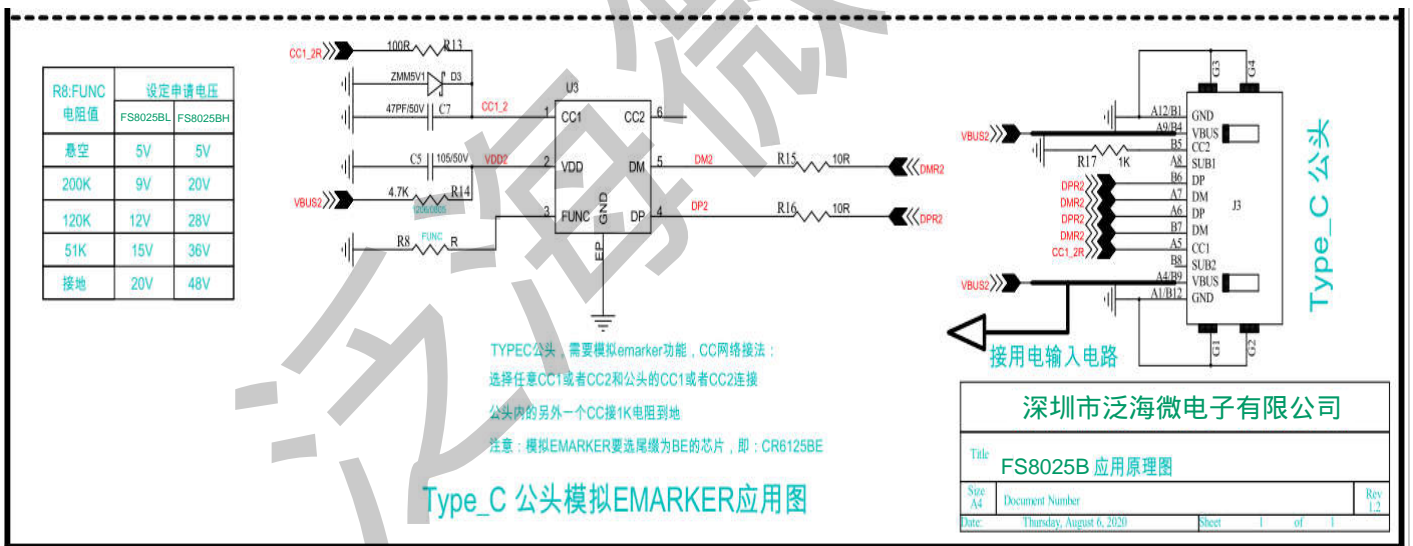 R8:FUNC 电阻值 设定申请电压
FS8025BL FS8025BH
悬空 5V 5V
200K 9V 20V
120K 12V 28V
51K 15V 36V
接地 20V 48V
CC1_2R
100R R13
ZMM5V1 D3
47PF/50V C7
CC1_2
C5 105/50V
VDD2
VBUS2
4.7K R14
R8 FUNC R
U3
1 CC1
2 VDD
3 FUNC
CC2 6
DM 5
DP 4
GND
EP
DM2
R15 10R
DMR2
DP2
R16 10R
DPR2
TYPEC公头，需要模拟emarker功能，CC网络接法：
选择任意CC1或者CC2和公头的CC1或者CC2连接
公头内的另外一个CC接1K电阻到地
注意：模拟EMARKER要选尾缀为BE的芯片，即：CR6125BE
Type_C 公头模拟EMARKER应用图
G3
G4
VBUS2
R17 1K
DPR2
DMR2
DPR2
DMR2
CC1_2R
VBUS2
A12/B1 GND
A9/B4 VBUS
B5 CC2
A8 SUB1
B6 DP
A7 DM
A6 DP
B7 DM
A5 CC1
B8 SUB2
A4/B9 VBUS
A1/B12 GND
J3
G1
G2
Type_C 公头
接用电输入电路
深圳市泛海微电子有限公司
Title
FS8025B 应用原理图
Size
A4
Document Number
Rev
1.2
Date: Thursday, August 6, 2020 Sheet 1 of 1
泛海微